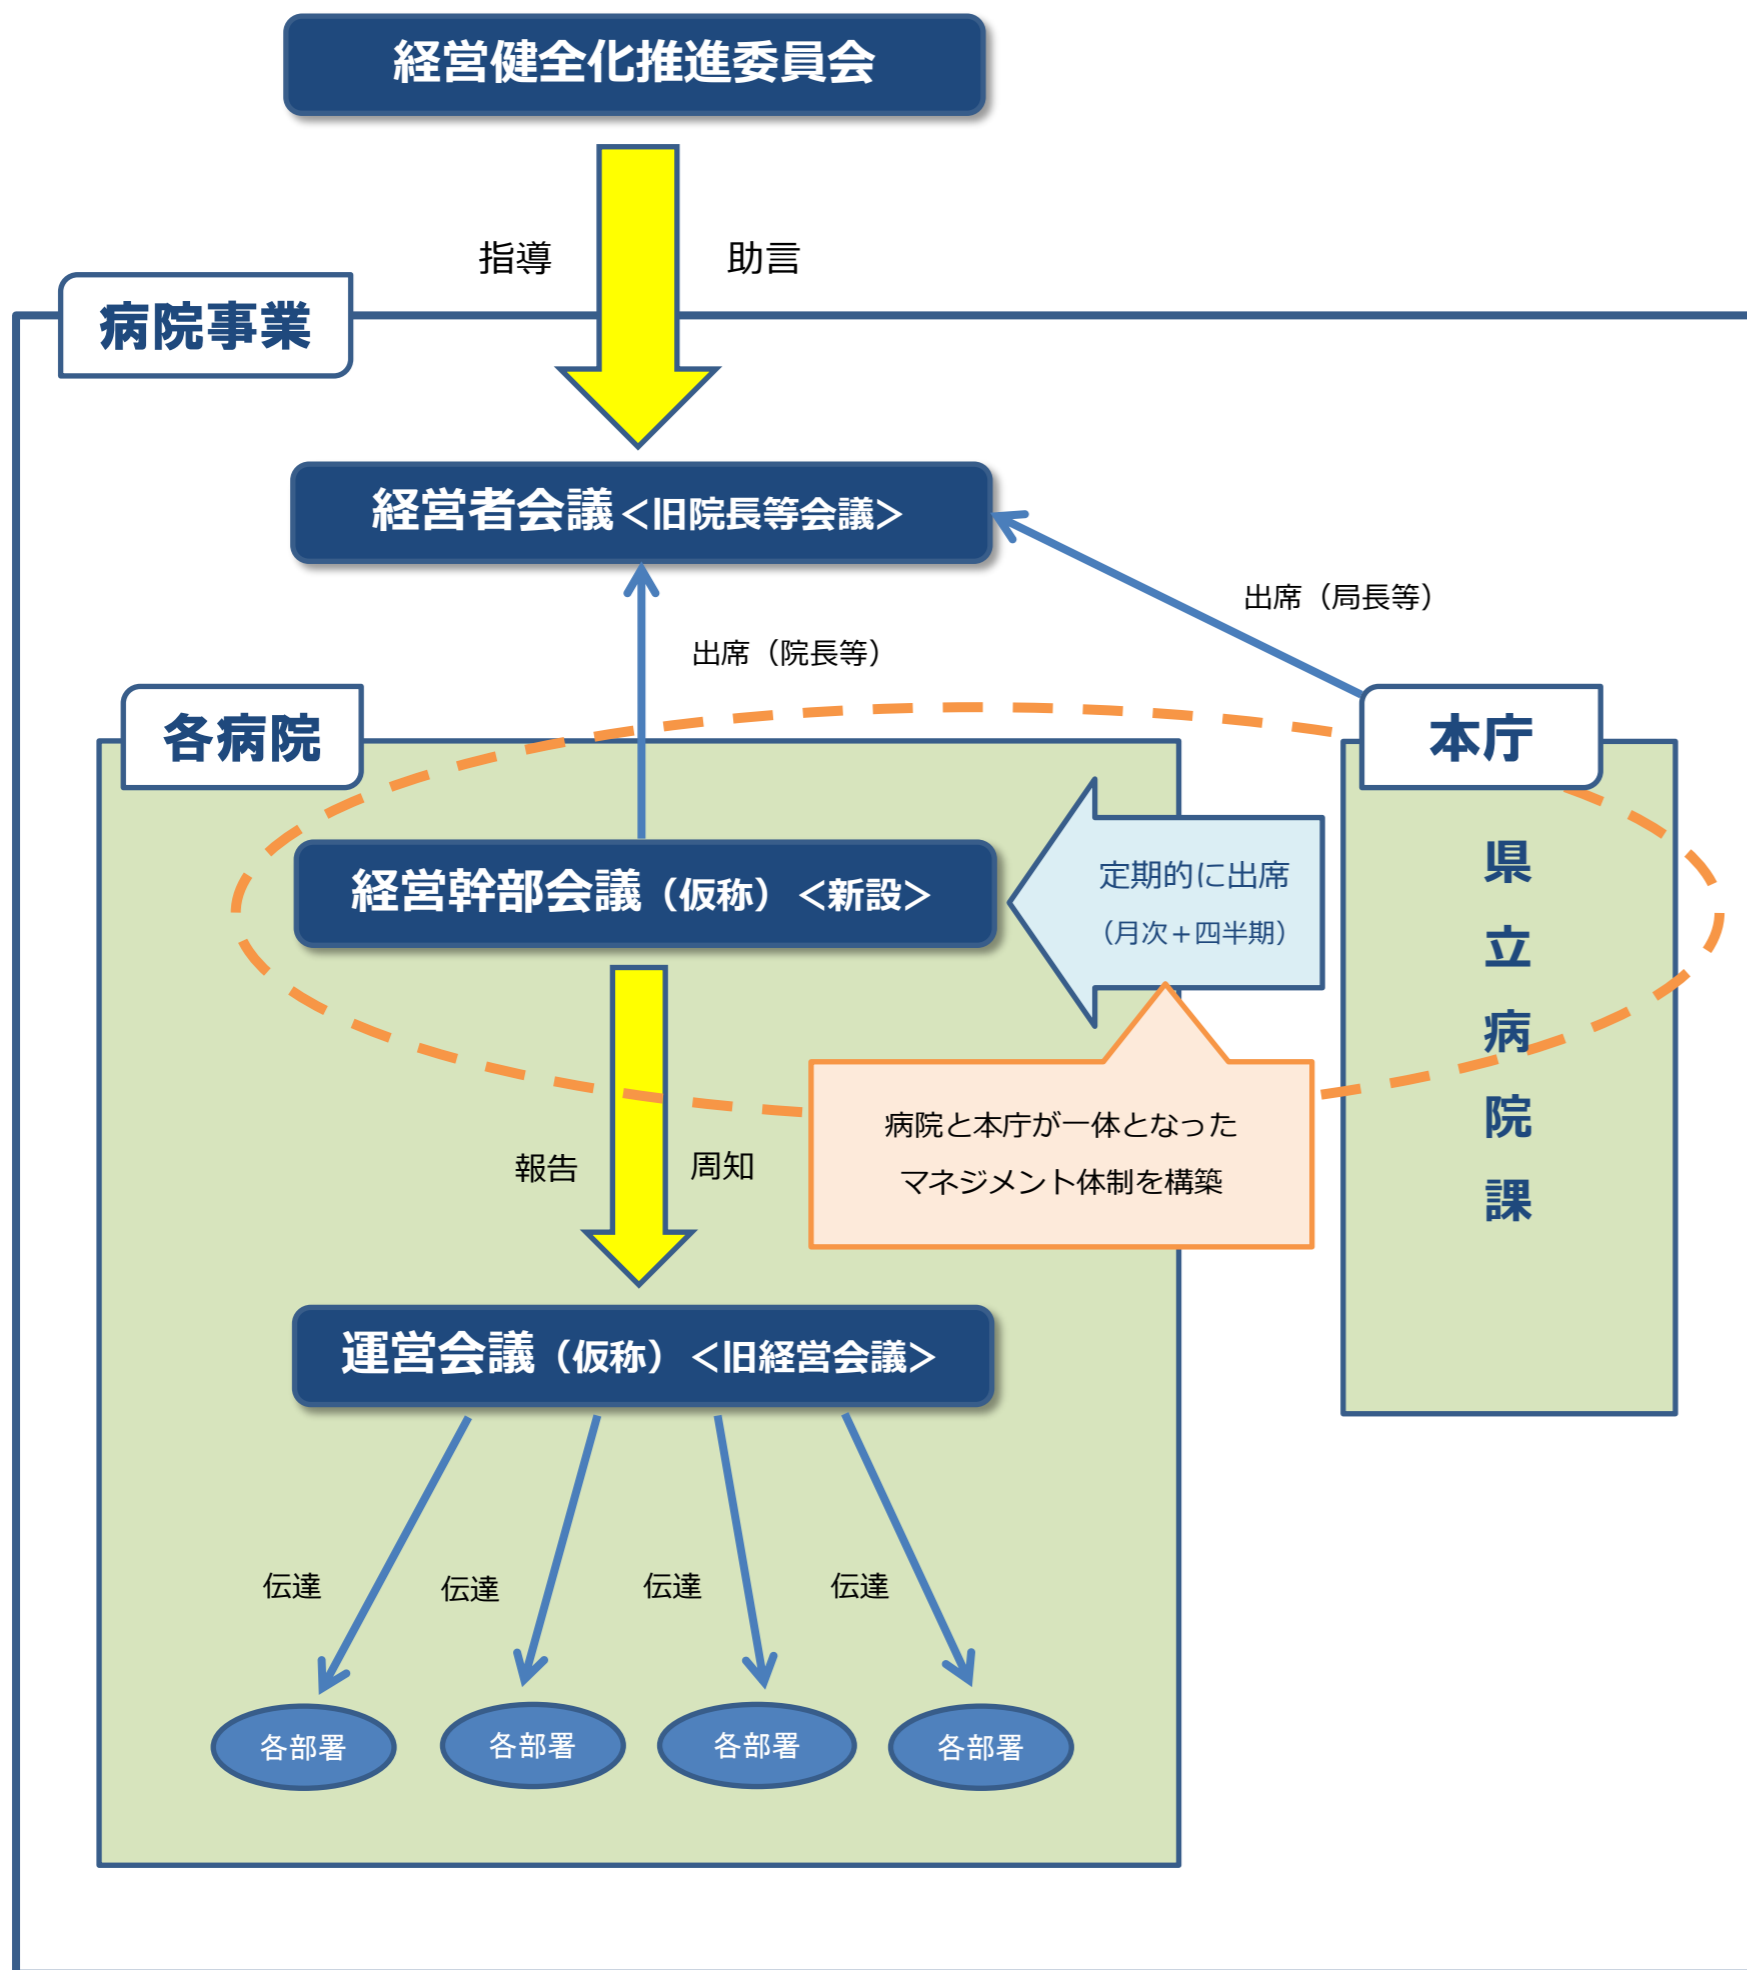 経営健全化推進委員会
指導
助言
病院事業
経営者会議＜旧院長等会議＞
出席（局長等）
出席（院長等）
各病院
本庁
県立病院課
経営幹部会議（仮称）＜新設＞
定期的に出席
（月次＋四半期）
病院と本庁が一体となった
マネジメント体制を構築
報告
周知
運営会議（仮称）＜旧経営会議＞
伝達
伝達
伝達
伝達
各部署
各部署
各部署
各部署